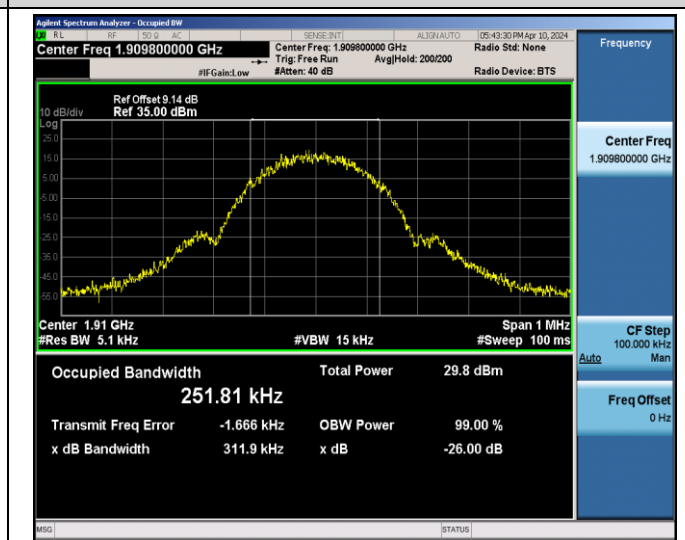 Agilent Spectrum Analyzer - Occupied BW
RL RF 50 Ω AC SENSE:INT ALIGN AUTO 05:43:30 PM Apr 10, 2024
Center Freq 1.909800000 GHz
Center Freq: 1.909800000 GHz
Radio Std: None
Trig: Free Run Avg|Hold: 200/200
#IFGain:Low
#Atten: 40 dB
Radio Device: BTS
Frequency
Ref Offset 9.14 dB
10 dB/div Ref 35.00 dBm
Log
25.0
15.0
5.00
-5.00
-15.0
-25.0
-35.0
-45.0
-55.0
Center Freq
1.909800000 GHz
Center 1.91 GHz Span 1 MHz
#Res BW 5.1 kHz #VBW 15 kHz #Sweep 100 ms
CF Step
100.000 kHz
Auto Man
Occupied Bandwidth Total Power 29.8 dBm
251.81 kHz
Transmit Freq Error -1.666 kHz OBW Power 99.00 %
x dB Bandwidth 311.9 kHz x dB -26.00 dB
Freq Offset
0 Hz
MSG STATUS